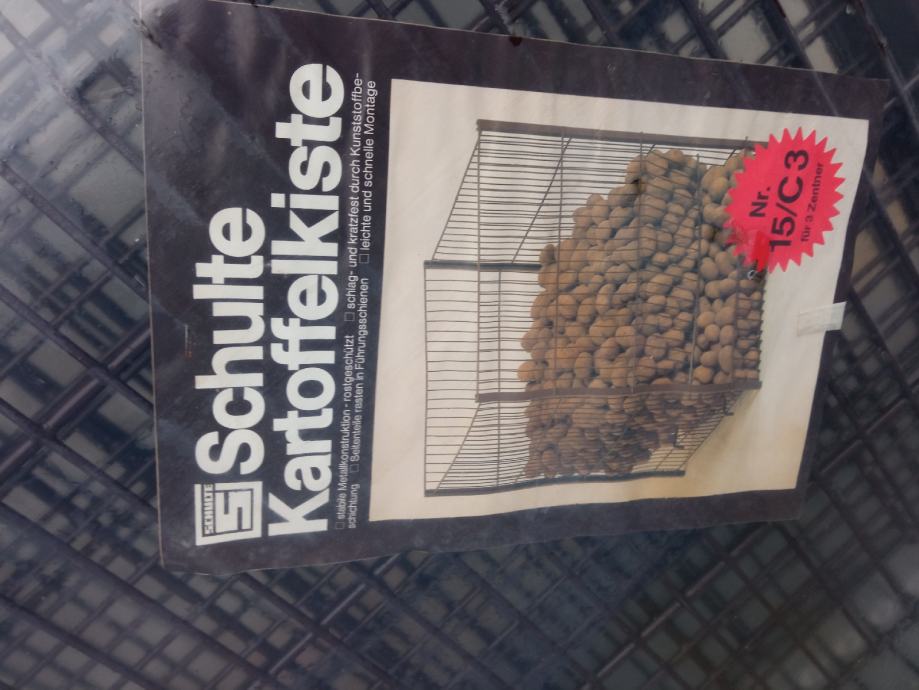 SCHULTE
Schulte
Kartoffelkiste
□ stabile Metallkonstruktion - rostgeschützt □ schlag- und kratzfest durch Kunststoffbe-
schichtung □ Seitenteile rasten in Führungsschienen □ leichte und schnelle Montage
Nr.
15/C 3
für 3 Zentner